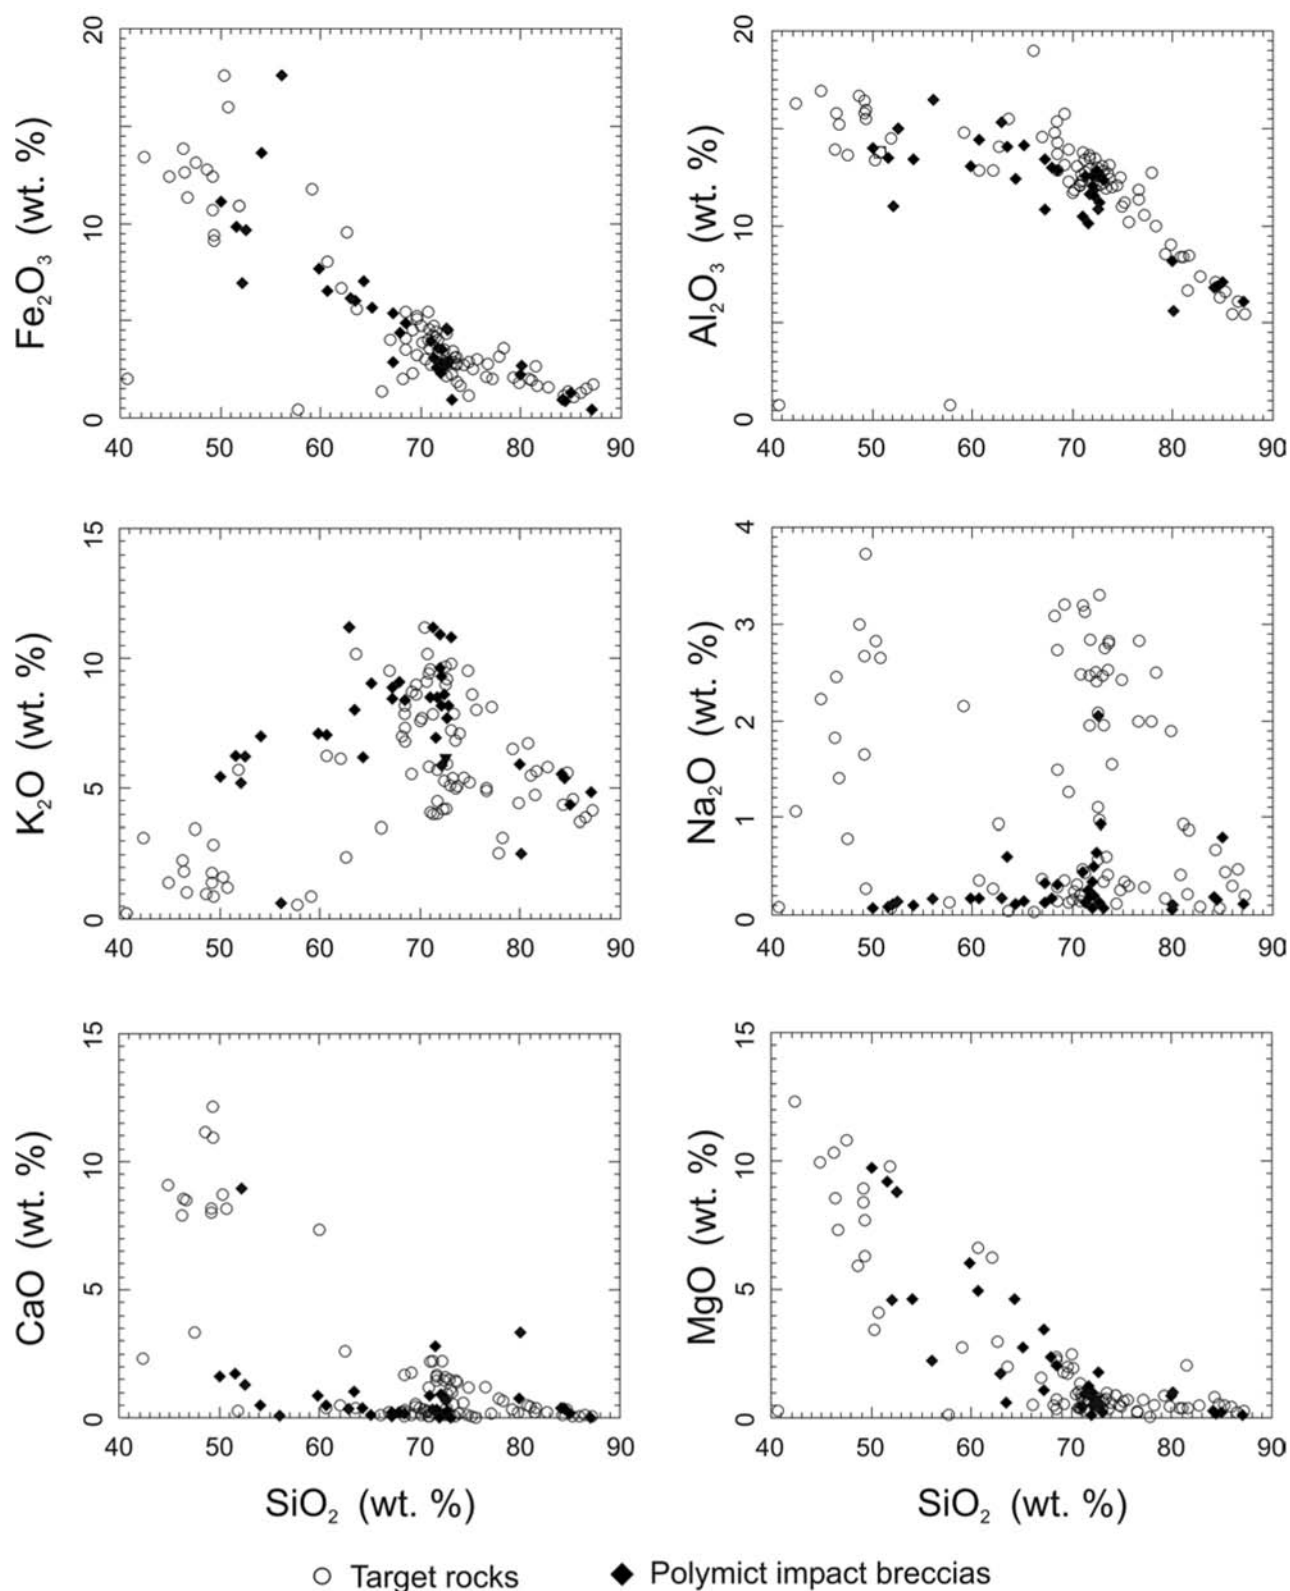 Fe₂O₃ (wt. %)
20
10
0
40 50 60 70 80 90
Al₂O₃ (wt. %)
20
10
0
40 50 60 70 80 90
K₂O (wt. %)
15
10
5
0
40 50 60 70 80 90
Na₂O (wt. %)
4
3
2
1
0
40 50 60 70 80 90
CaO (wt. %)
15
10
5
0
40 50 60 70 80 90
SiO₂ (wt. %)
MgO (wt. %)
15
10
5
0
40 50 60 70 80 90
SiO₂ (wt. %)
Target rocks
Polymict impact breccias